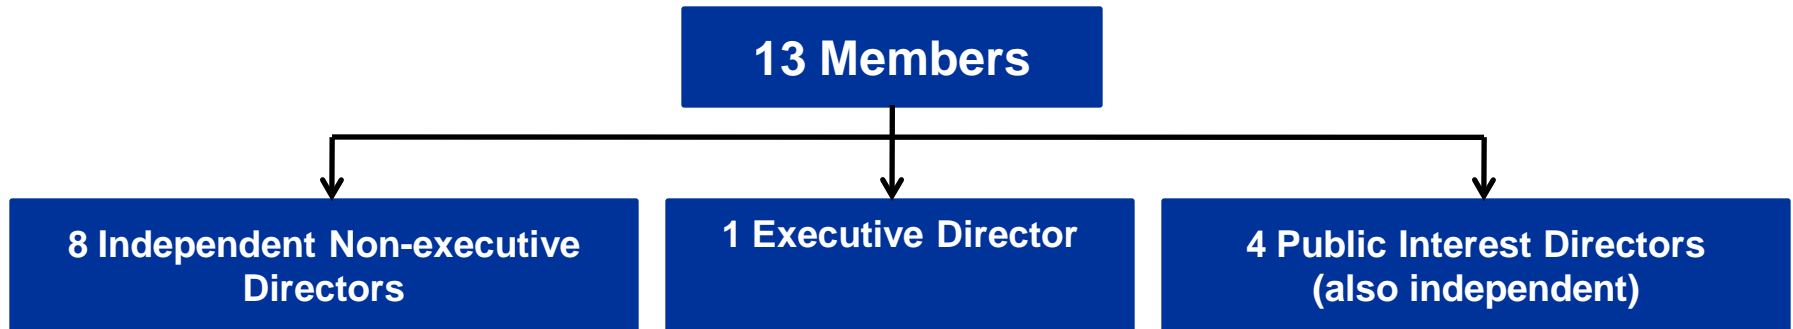 13 Members
8 Independent Non-executive
Directors
1 Executive Director
4 Public Interest Directors
(also independent)